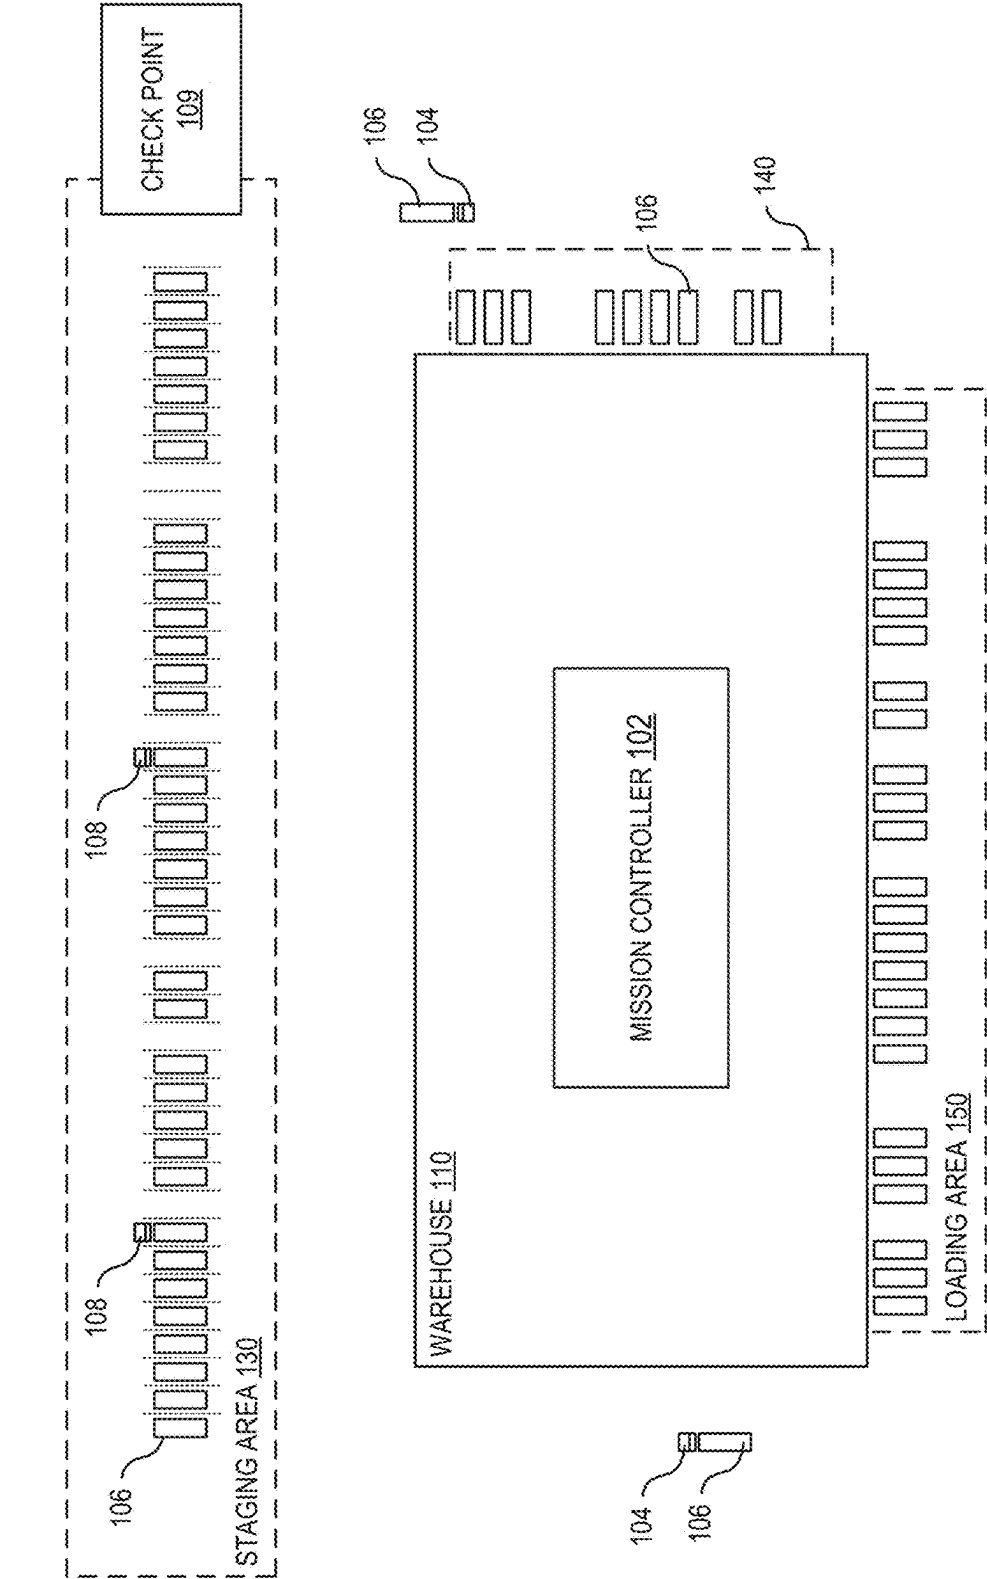 CHECK POINT
109
106
104
106
140
108
108
106
STAGING AREA 130
WAREHOUSE 110
MISSION CONTROLLER 102
LOADING AREA 150
104
106